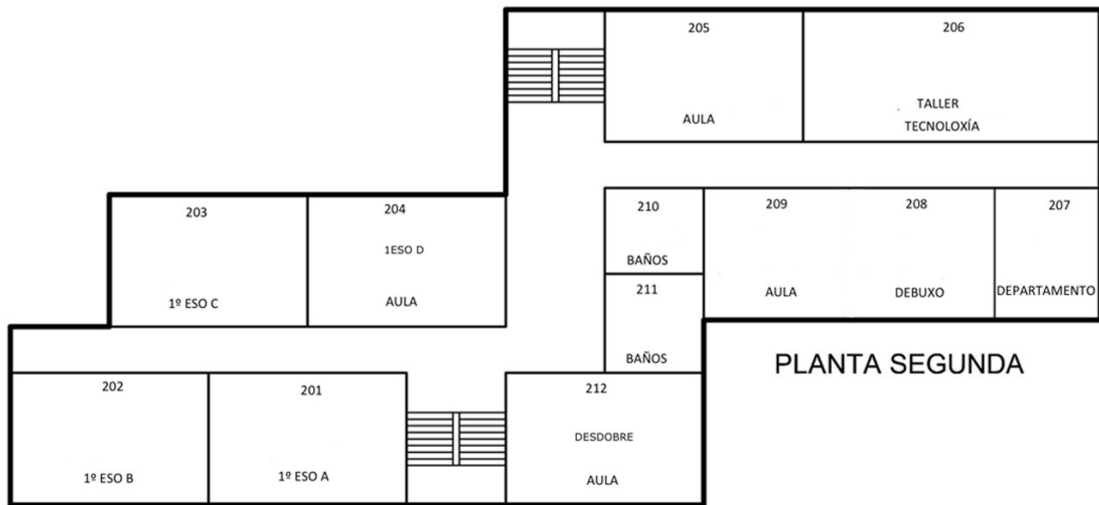 205
AULA
206
TALLER
TECNOLOXÍA
203
1º ESO C
204
1ESO D
AULA
210
BAÑOS
209
AULA
208
DEBUXO
207
DEPARTAMENTO
211
BAÑOS
PLANTA SEGUNDA
202
1º ESO B
201
1º ESO A
212
DESDOBRE
AULA